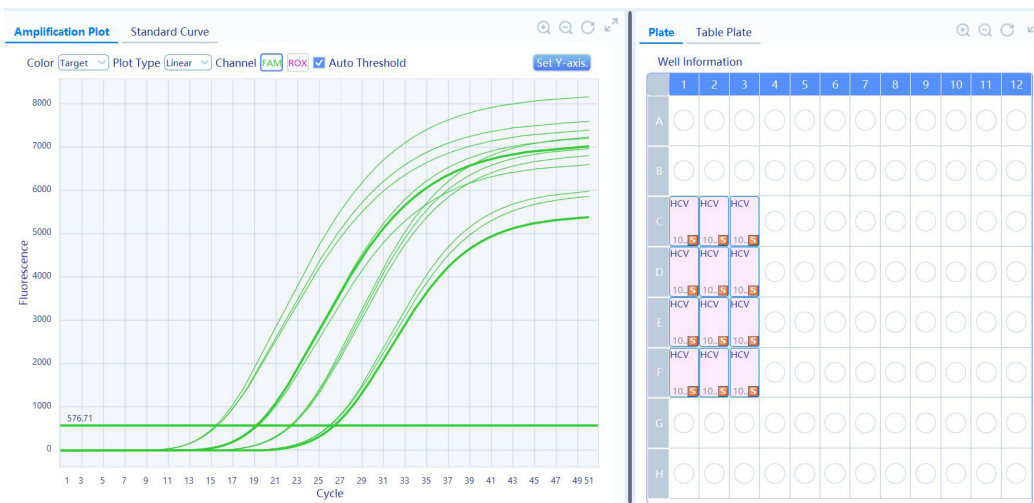 Amplification Plot Standard Curve
Color Target Plot Type Linear Channel FAM ROX Auto Threshold Set Y-axis.
8000
7000
6000
5000
4000
3000
2000
1000
576.71
0
Fluorescence
1 3 5 7 9 11 13 15 17 19 21 23 25 27 29 31 33 35 37 39 41 43 45 47 49 51
Cycle
Plate Table Plate
Well Information
1 2 3 4 5 6 7 8 9 10 11 12
A
B
C HCV HCV HCV
10.. S 10.. S 10.. S
D HCV HCV HCV
10.. S 10.. S 10.. S
E HCV HCV HCV
10.. S 10.. S 10.. S
F HCV HCV HCV
10.. S 10.. S 10.. S
G
H